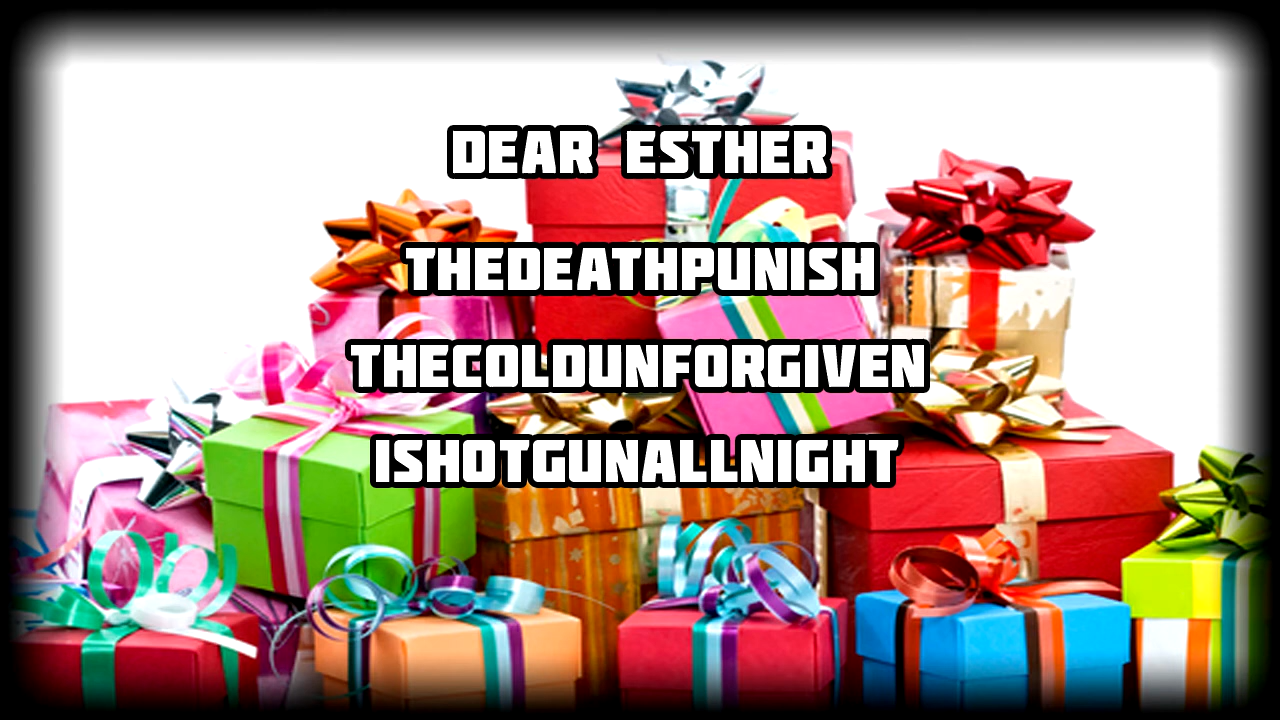 DEAR ESTHER
THEDEATHPUNISH
THECOLDUNFORGIVEN
ISHOTGUNALLNIGHT